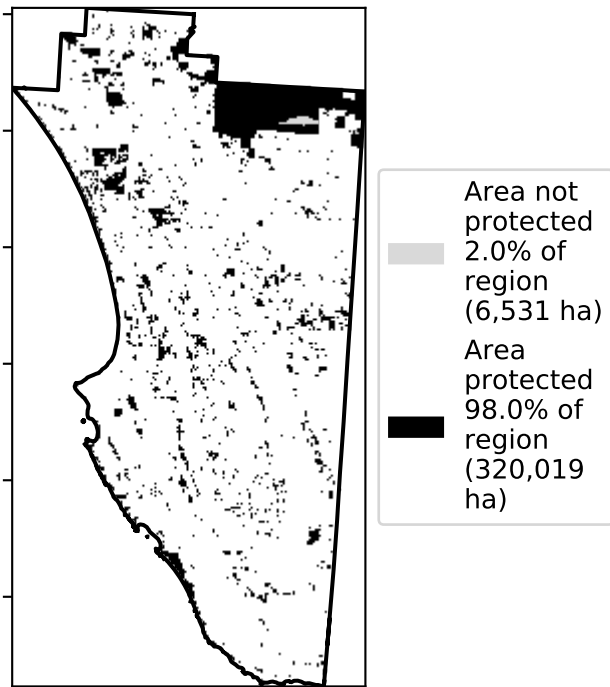 Area not
protected
2.0% of
region
(6,531 ha)
Area
protected
98.0% of
region
(320,019
ha)